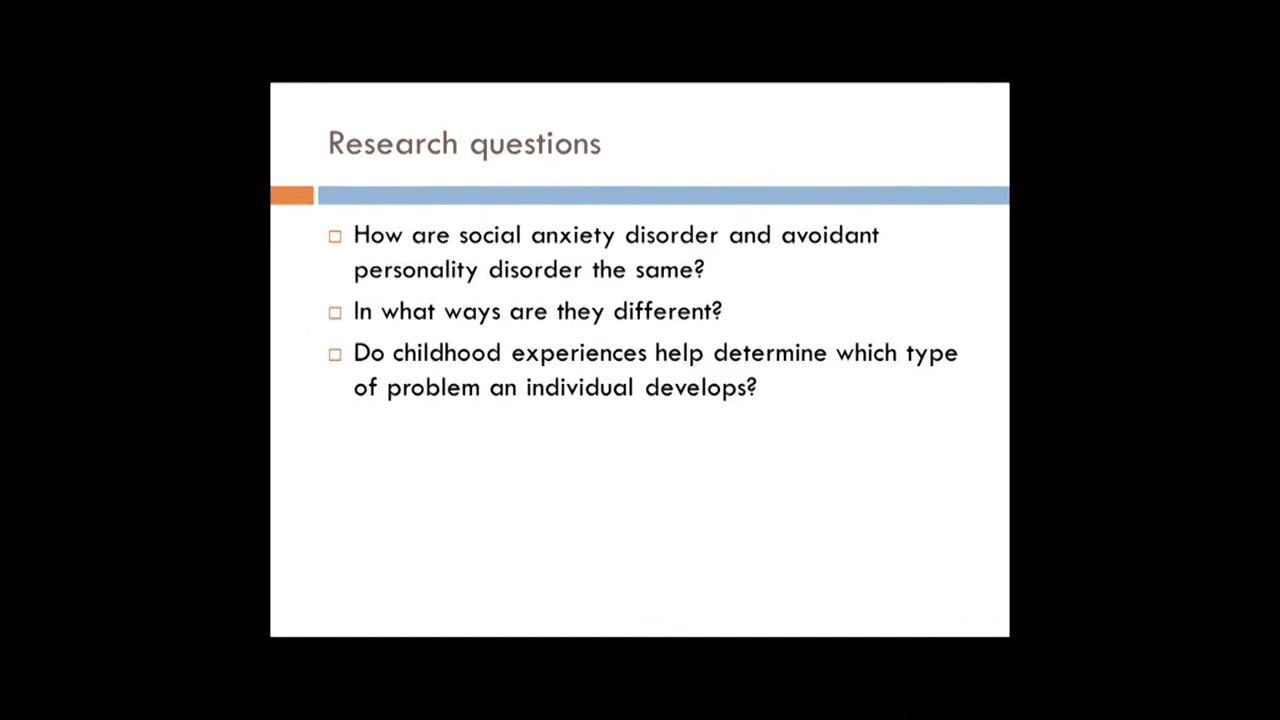 Research questions
How are social anxiety disorder and avoidant
personality disorder the same?
In what ways are they different?
Do childhood experiences help determine which type
of problem an individual develops?